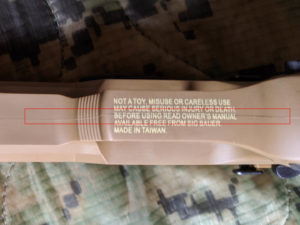 NOT A TOY, MISUSE OR CARELESS USE
MAY CAUSE SERIOUS INJURY OR DEATH.
BEFORE USING READ OWNER'S MANUAL
AVAILABLE FREE FROM SIG SAUER.
MADE IN TAIWAN.